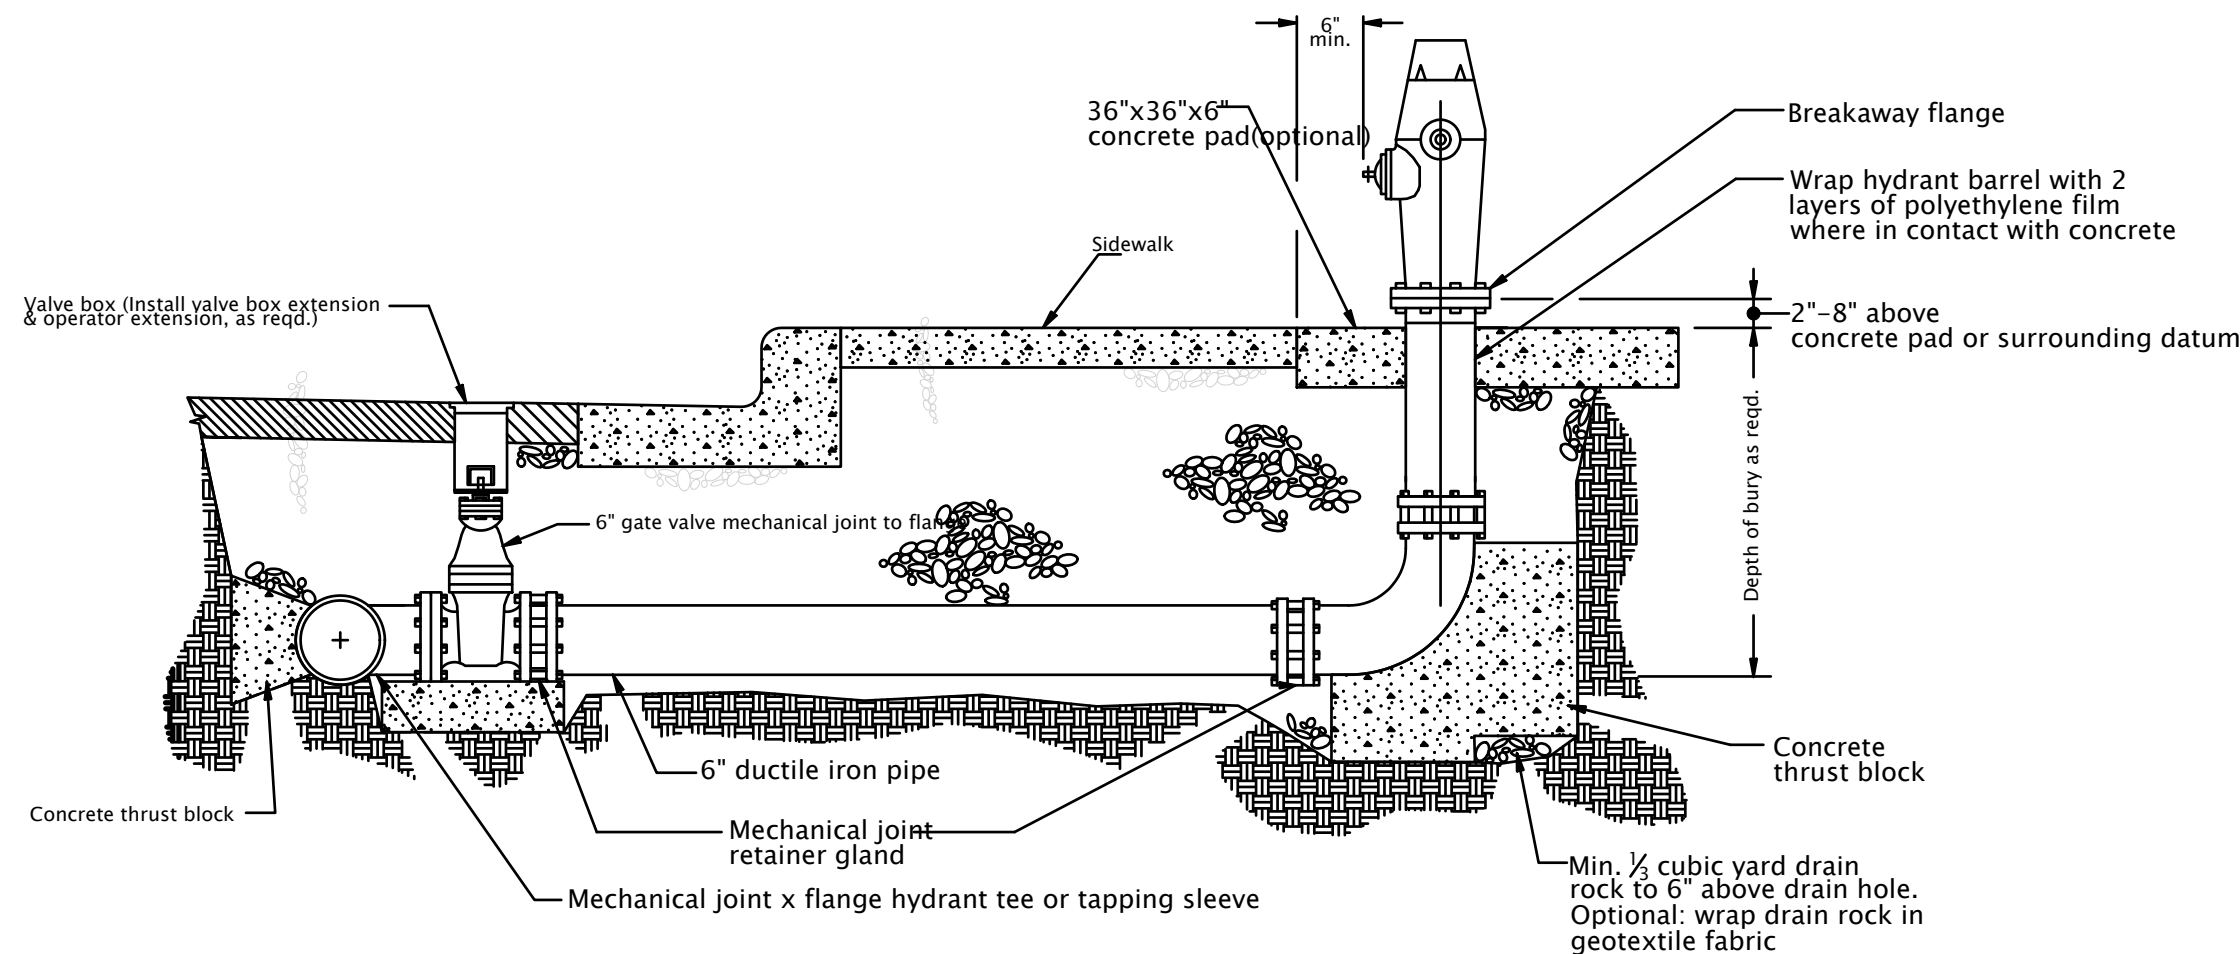 6"
min.
36"x36"x6"
concrete pad(optional)
Breakaway flange
Wrap hydrant barrel with 2
layers of polyethylene film
where in contact with concrete
Sidewalk
Valve box (Install valve box extension
& operator extension, as reqd.)
2"-8" above
concrete pad or surrounding datum
Depth of bury as reqd.
6" gate valve mechanical joint to flange
6" ductile iron pipe
Concrete
thrust block
Concrete thrust block
Mechanical joint
retainer gland
Mechanical joint x flange hydrant tee or tapping sleeve
Min. ⅓ cubic yard drain
rock to 6" above drain hole.
Optional: wrap drain rock in
geotextile fabric